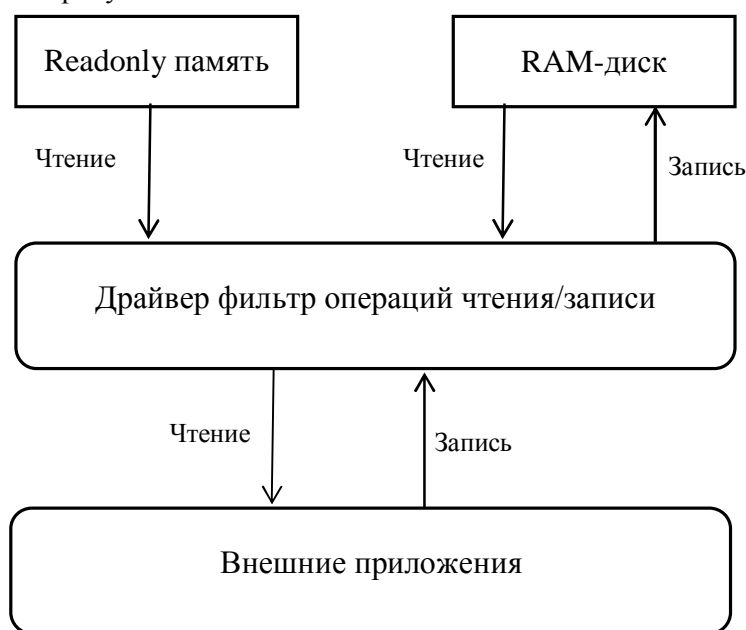 Readonly память
RAM-диск
Чтение
Чтение
Запись
Драйвер фильтр операций чтения/записи
Чтение
Запись
Внешние приложения